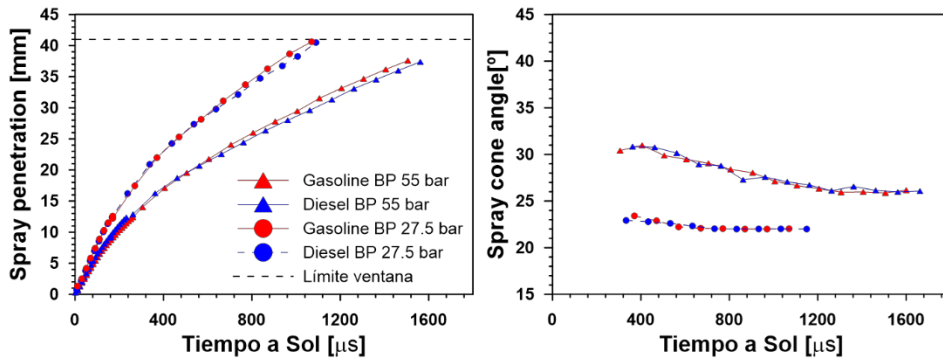 Spray penetration [mm]
45
40
35
30
25
20
15
10
5
0
0 400 800 1200 1600
Tiempo a Sol [μs]
Gasoline BP 55 bar
Diesel BP 55 bar
Gasoline BP 27.5 bar
Diesel BP 27.5 bar
Límite ventana
Spray cone angle[º]
45
40
35
30
25
20
15
0 400 800 1200 1600
Tiempo a Sol [μs]